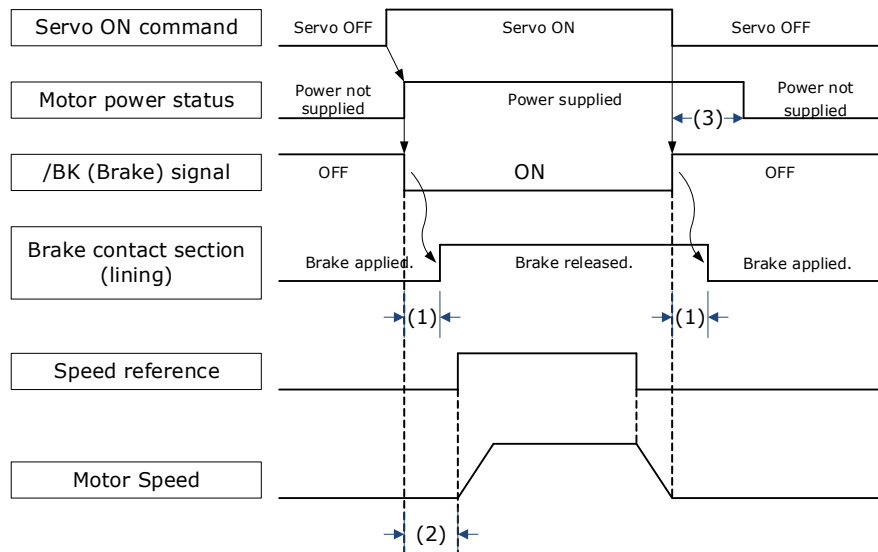 Servo ON command
Servo OFF
Servo ON
Servo OFF
Motor power status
Power not
supplied
Power supplied
(3)
Power not
supplied
/BK (Brake) signal
OFF
ON
OFF
Brake contact section
(lining)
Brake applied.
Brake released.
Brake applied.
(1)
(1)
Speed reference
Motor Speed
(2)